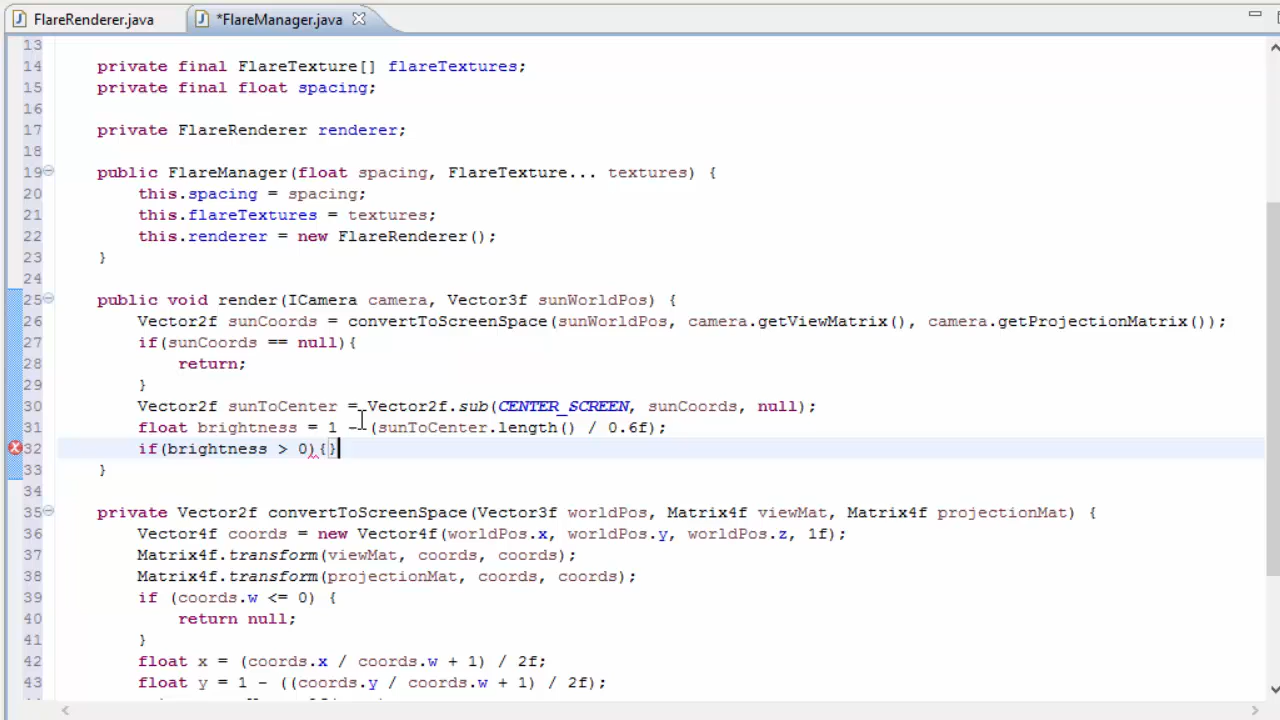 FlareRenderer.java *FlareManager.java
13
14 private final FlareTexture[] flareTextures;
15 private final float spacing;
16
17 private FlareRenderer renderer;
18
19 public FlareManager(float spacing, FlareTexture... textures) {
20 this.spacing = spacing;
21 this.flareTextures = textures;
22 this.renderer = new FlareRenderer();
23 }
24
25 public void render(ICamera camera, Vector3f sunWorldPos) {
26 Vector2f sunCoords = convertToScreenSpace(sunWorldPos, camera.getViewMatrix(), camera.getProjectionMatrix());
27 if(sunCoords == null){
28 return;
29 }
30 Vector2f sunToCenter = Vector2f.sub(CENTER_SCREEN, sunCoords, null);
31 float brightness = 1 - (sunToCenter.length() / 0.6f);
32 if(brightness > 0){}
33 }
34
35 private Vector2f convertToScreenSpace(Vector3f worldPos, Matrix4f viewMat, Matrix4f projectionMat) {
36 Vector4f coords = new Vector4f(worldPos.x, worldPos.y, worldPos.z, 1f);
37 Matrix4f.transform(viewMat, coords, coords);
38 Matrix4f.transform(projectionMat, coords, coords);
39 if (coords.w <= 0) {
40 return null;
41 }
42 float x = (coords.x / coords.w + 1) / 2f;
43 float y = 1 - ((coords.y / coords.w + 1) / 2f);